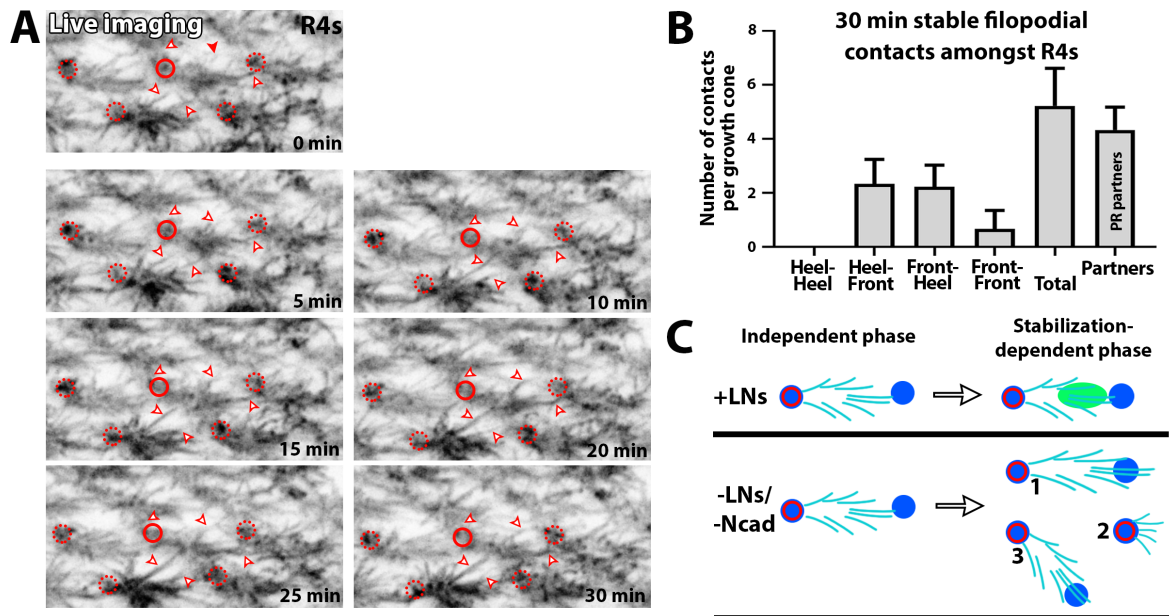 A
Live imaging
R4s
0 min
5 min
10 min
15 min
20 min
25 min
30 min
B
30 min stable filopodial
contacts amongst R4s
Number of contacts
per growth cone
8
6
4
2
0
PR partners
Heel-
Heel
Heel-
Front
Front-
Heel
Front-
Front
Total
Partners
C
Independent phase
Stabilization-
dependent phase
+LNs
-LNs/
-Ncad
1
2
3